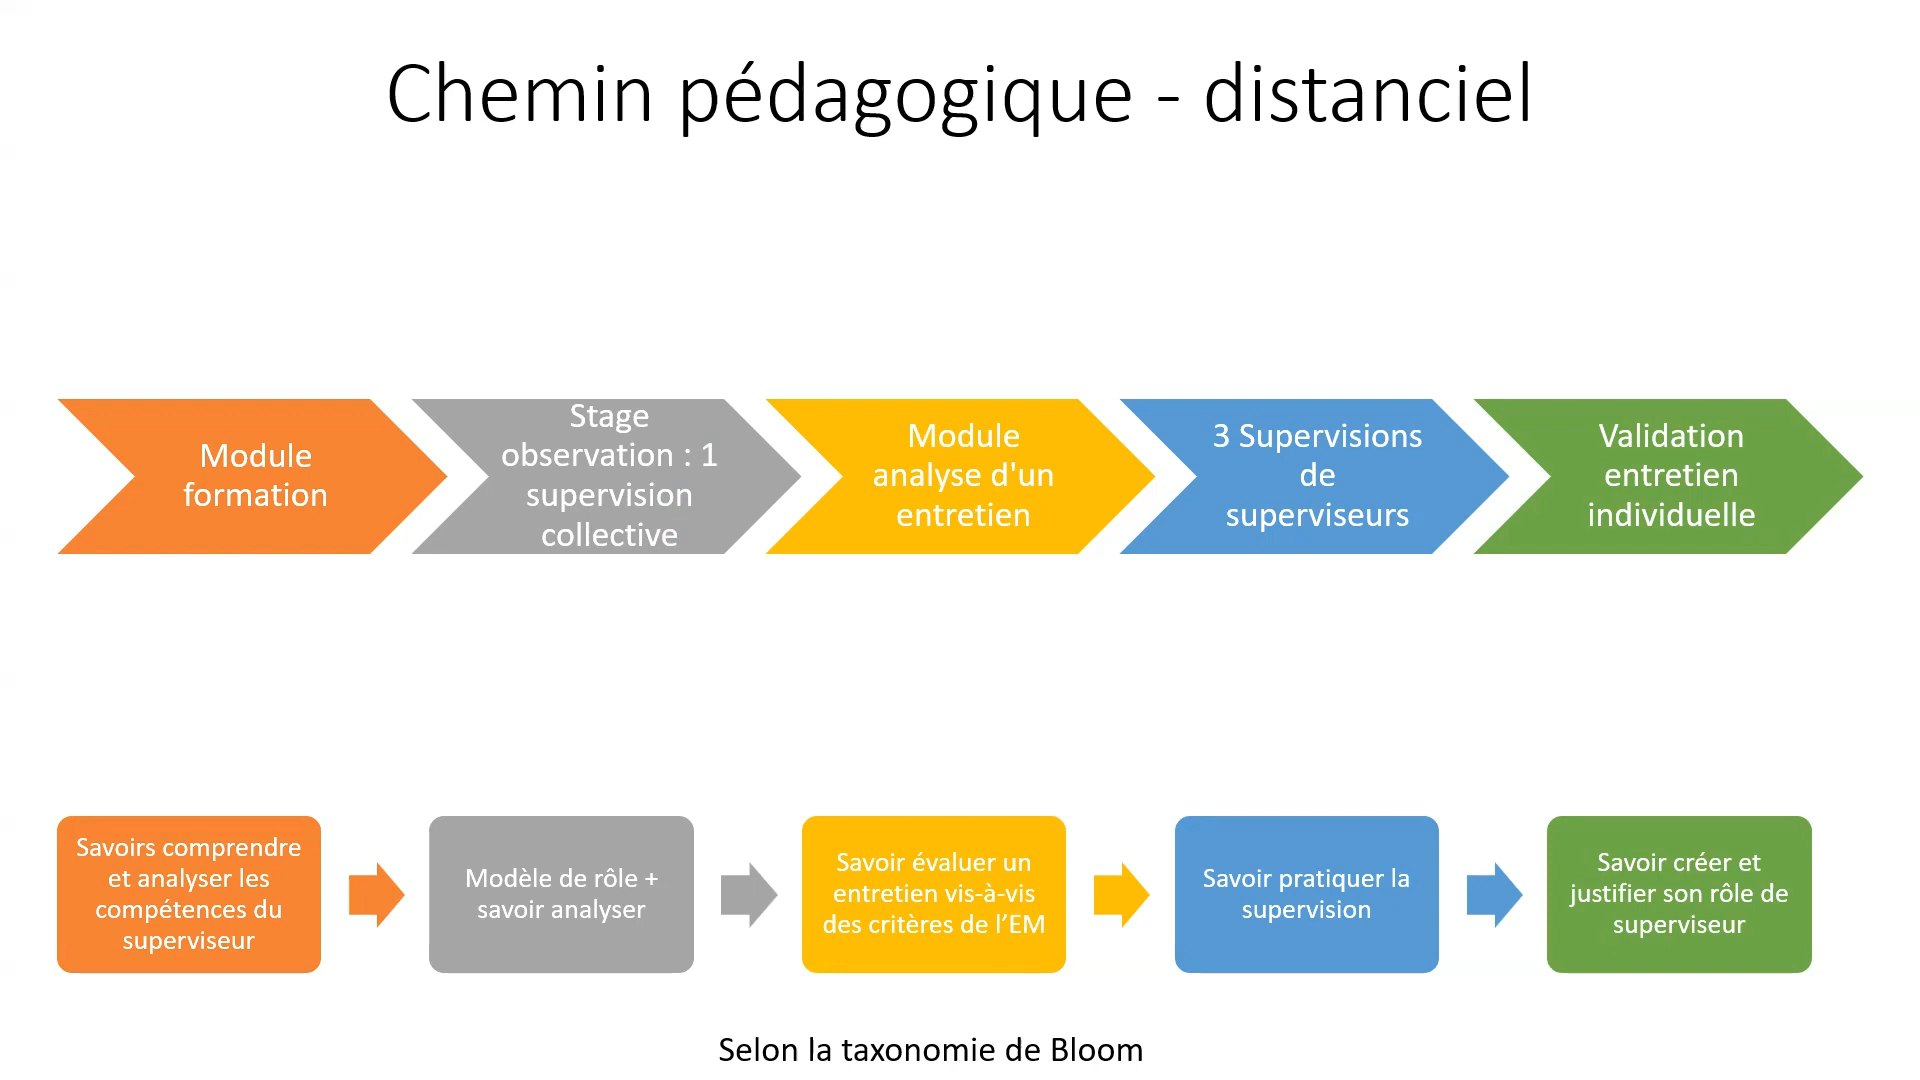 Chemin pédagogique - distanciel
Module
formation
Stage
observation : 1
supervision
collective
Module
analyse d'un
entretien
3 Supervisions
de
superviseurs
Validation
entretien
individuelle
Savoirs comprendre
et analyser les
compétences du
superviseur
Modèle de rôle +
savoir analyser
Savoir évaluer un
entretien vis-à-vis
des critères de l’EM
Savoir pratiquer la
supervision
Savoir créer et
justifier son rôle de
superviseur
Selon la taxonomie de Bloom